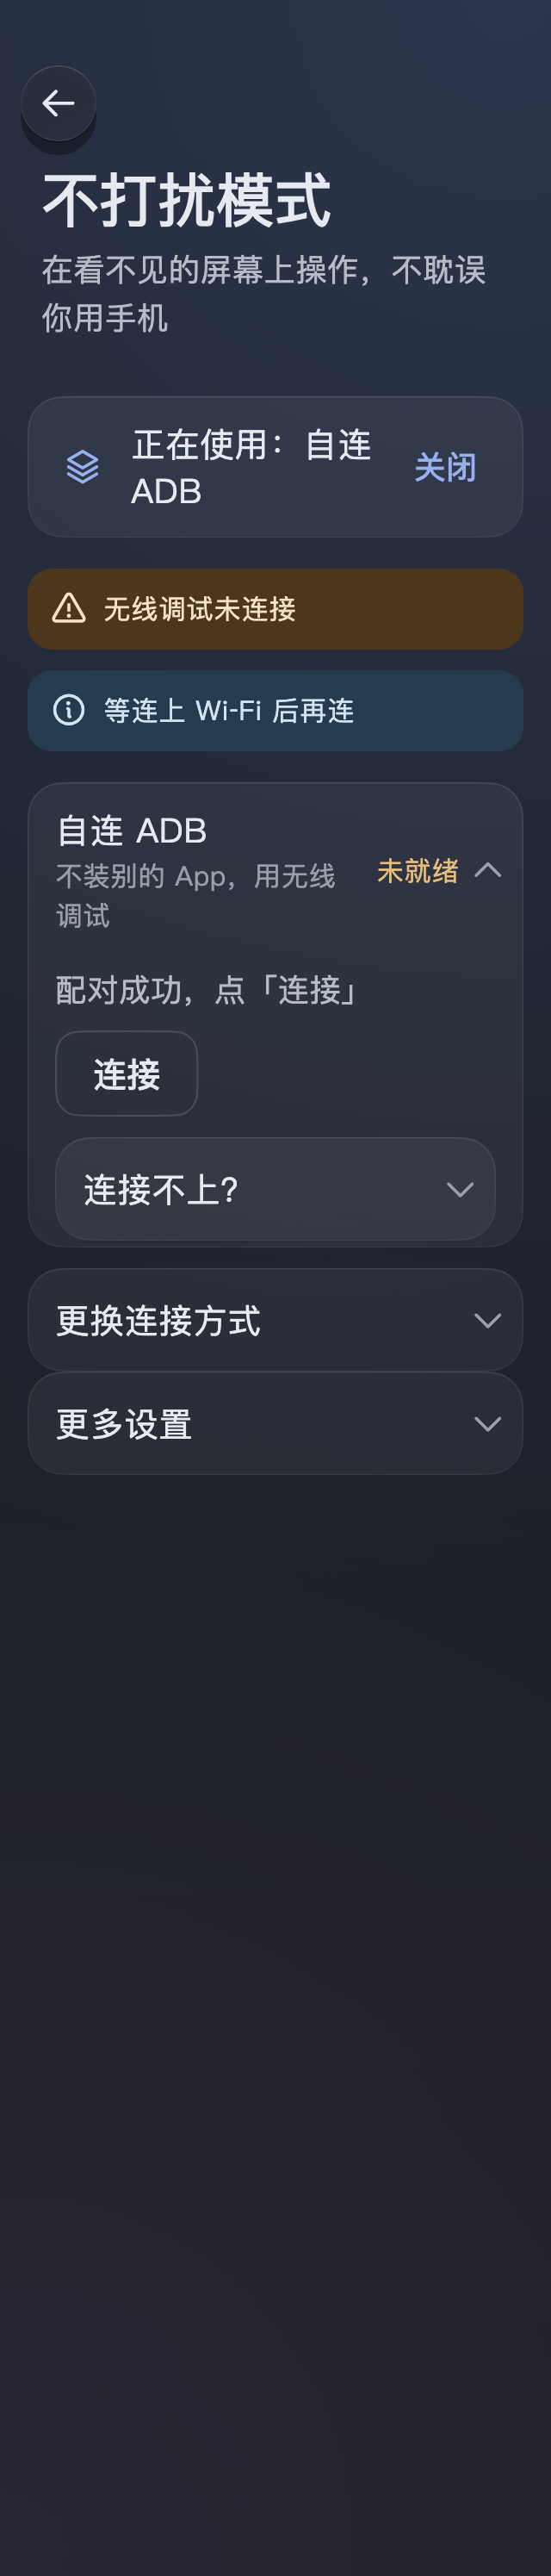 不打扰模式
在看不见的屏幕上操作，不耽误
你用手机
正在使用：自连
ADB
关闭
无线调试未连接
等连上 Wi-Fi 后再连
自连 ADB
不装别的 App，用无线
调试
未就绪
配对成功，点「连接」
连接
连接不上？
更换连接方式
更多设置